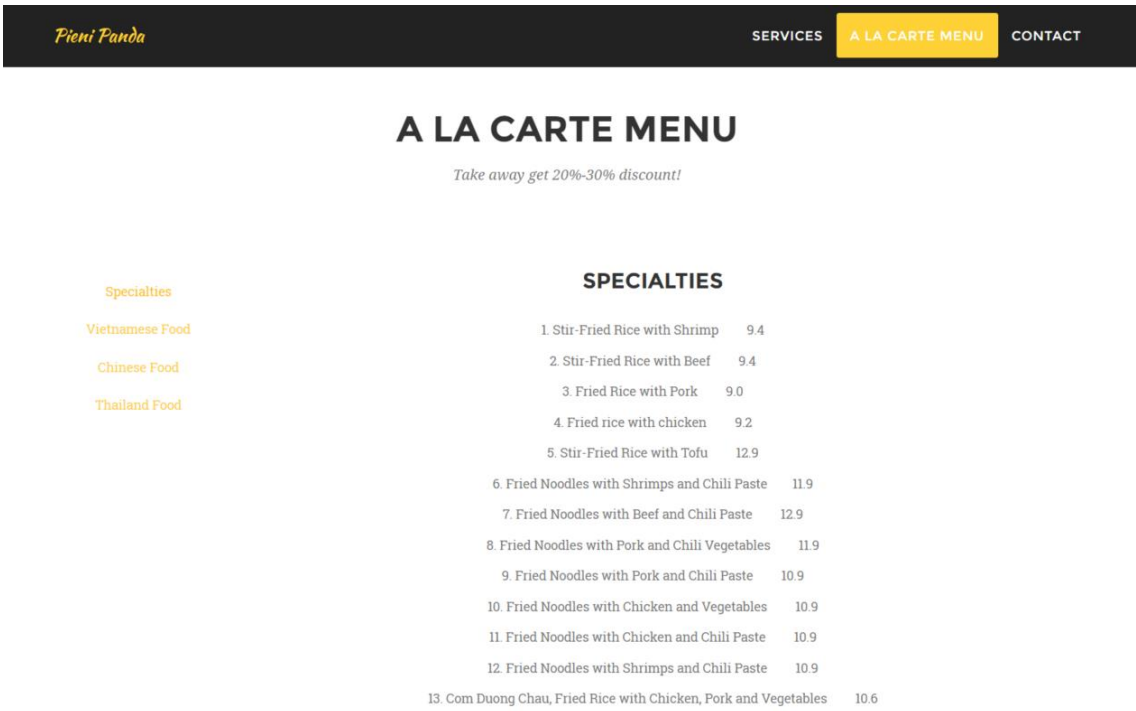 Pieni Panda
SERVICES
A LA CARTE MENU
CONTACT
A LA CARTE MENU
Take away get 20%-30% discount!
Specialties
Vietnamese Food
Chinese Food
Thailand Food
SPECIALTIES
1. Stir-Fried Rice with Shrimp 9.4
2. Stir-Fried Rice with Beef 9.4
3. Fried Rice with Pork 9.0
4. Fried rice with chicken 9.2
5. Stir-Fried Rice with Tofu 12.9
6. Fried Noodles with Shrimps and Chili Paste 11.9
7. Fried Noodles with Beef and Chili Paste 12.9
8. Fried Noodles with Pork and Chili Vegetables 11.9
9. Fried Noodles with Pork and Chili Paste 10.9
10. Fried Noodles with Chicken and Vegetables 10.9
11. Fried Noodles with Chicken and Chili Paste 10.9
12. Fried Noodles with Shrimps and Chili Paste 10.9
13. Com Duong Chau, Fried Rice with Chicken, Pork and Vegetables 10.6